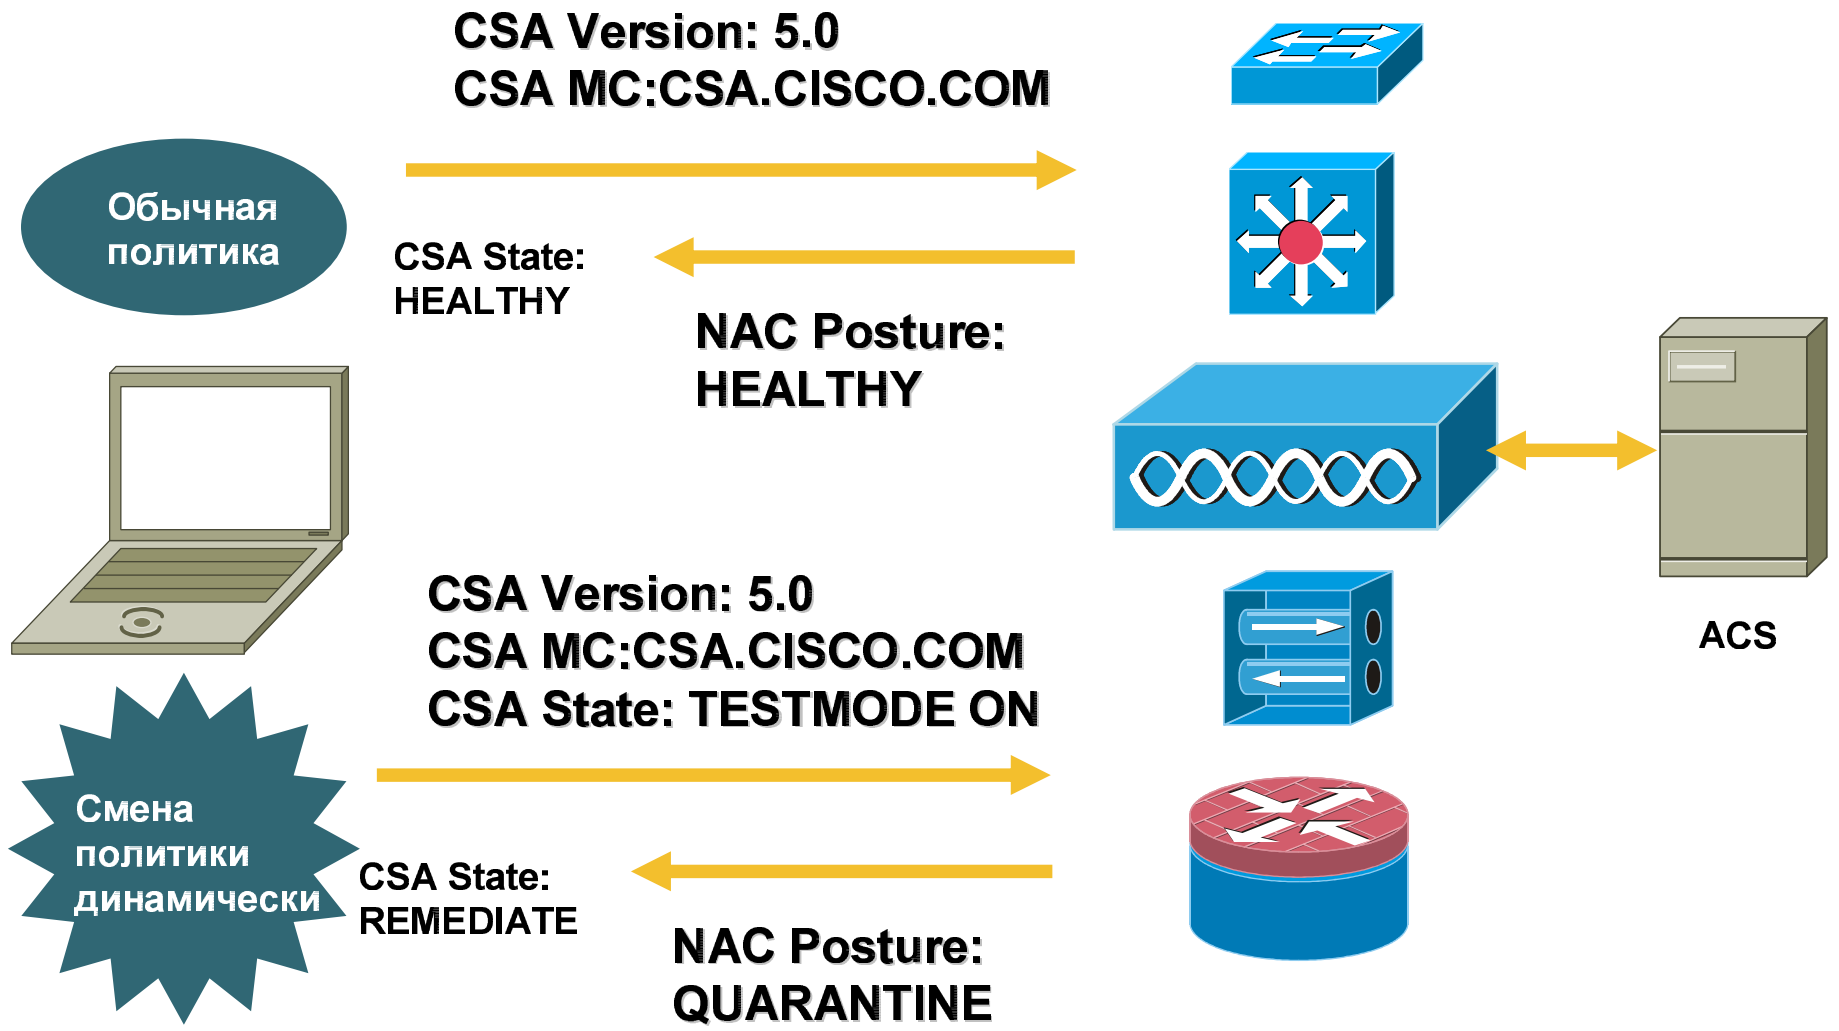 CSA Version: 5.0
CSA MC:CSA.CISCO.COM
Обычная
политика
CSA State:
HEALTHY
NAC Posture:
HEALTHY
CSA Version: 5.0
CSA MC:CSA.CISCO.COM
CSA State: TESTMODE ON
ACS
Смена
политики
динамически
CSA State:
REMEDIATE
NAC Posture:
QUARANTINE